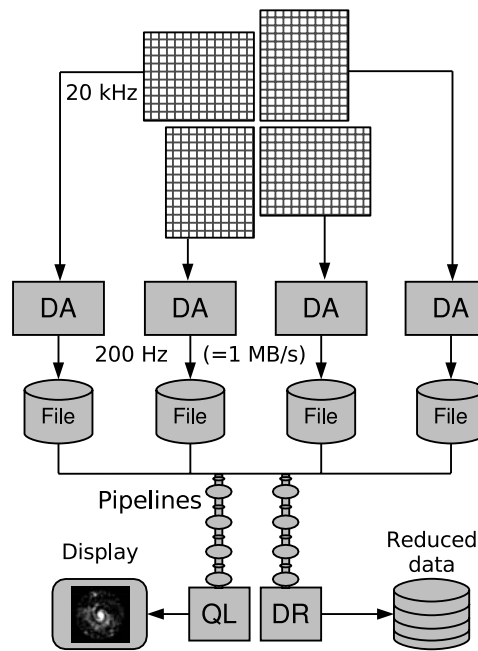 20 kHz
DA
DA
DA
DA
200 Hz
(=1 MB/s)
File
File
File
File
Pipelines
Display
Reduced
data
QL
DR